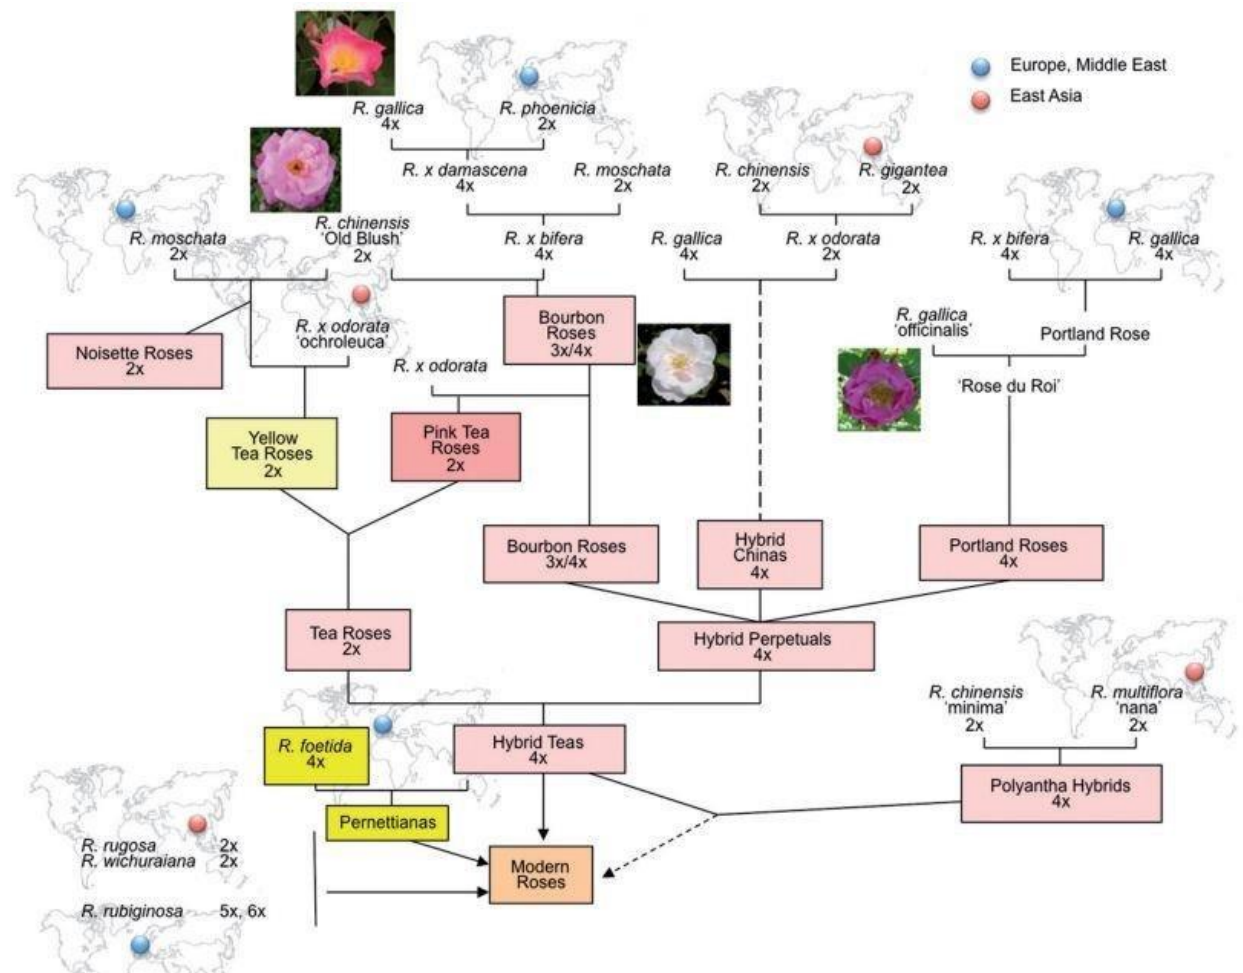 Europe, Middle East
East Asia
R. gallica
4x
R. phoenicia
2x
R. x damascena
4x
R. moschata
2x
R. chinensis
2x
R. gigantea
2x
R. moschata
2x
R. chinensis
'Old Blush'
2x
R. x bifera
4x
R. gallica
4x
R. x odorata
2x
R. x bifera
4x
R. gallica
4x
R. x odorata
'ochroleuca'
Noisette Roses
2x
Bourbon
Roses
3x/4x
R. gallica
'officinalis'
Portland Rose
R. x odorata
'Rose du Roi'
Yellow
Tea Roses
2x
Pink Tea
Roses
2x
Bourbon Roses
3x/4x
Hybrid
Chinas
4x
Portland Roses
4x
Tea Roses
2x
Hybrid Perpetuals
4x
R. chinensis
'minima'
2x
R. multiflora
'nana'
2x
R. foetida
4x
Hybrid Teas
4x
Polyantha Hybrids
4x
Pernettianas
R. rugosa 2x
R. wichuraiana 2x
Modern
Roses
R. rubiginosa 5x, 6x